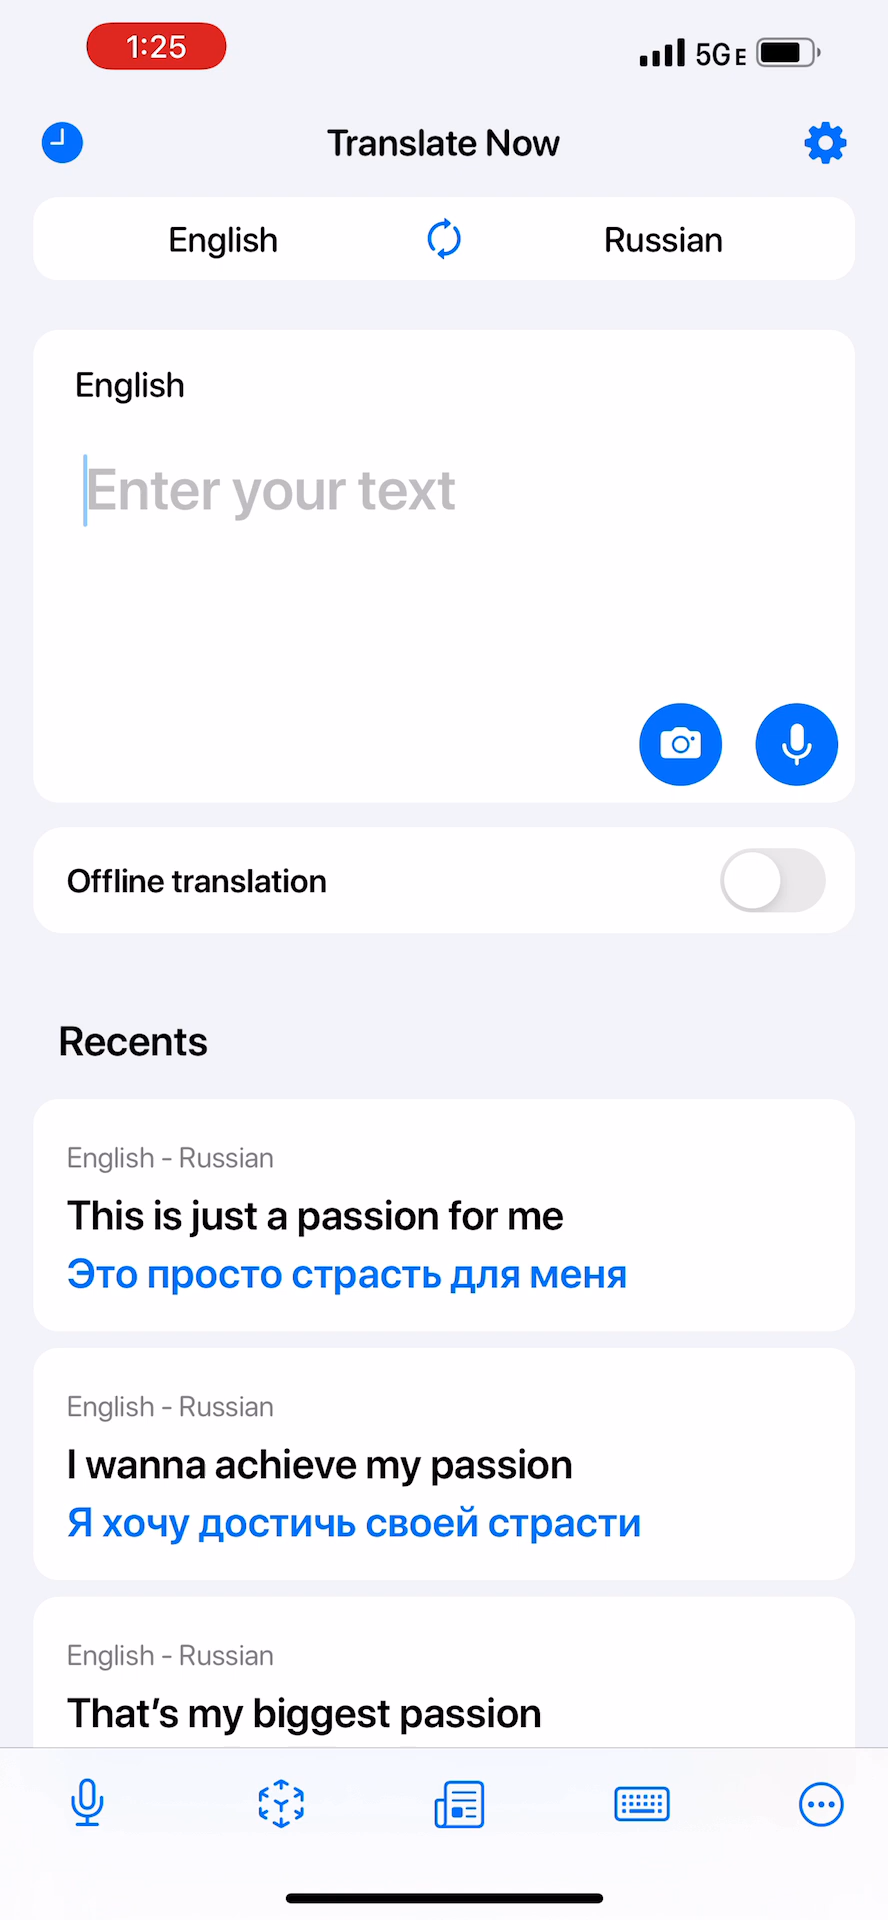 1:25
5GE
Translate Now
English
Russian
English
Enter your text
Offline translation
Recents
English - Russian
This is just a passion for me
Это просто страсть для меня
English - Russian
I wanna achieve my passion
Я хочу достичь своей страсти
English - Russian
That's my biggest passion